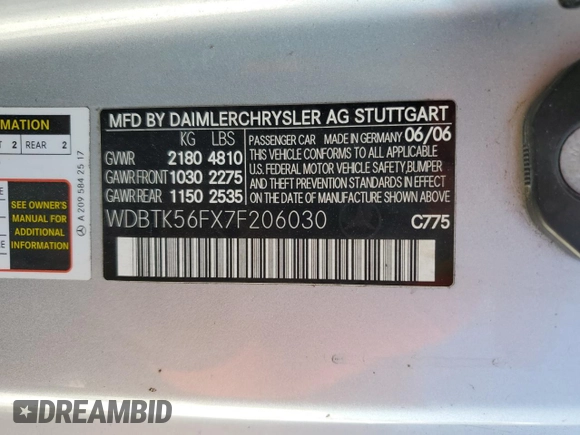 MFD BY DAIMLERCHRYSLER AG STUTTGART
KG LBS
GVWR 2180 4810
GAWR FRONT 1030 2275
GAWR REAR 1150 2535
PASSENGER CAR MADE IN GERMANY 06/06
THIS VEHICLE CONFORMS TO ALL APPLICABLE
U.S. FEDERAL MOTOR VEHICLE SAFETY, BUMPER
AND THEFT PREVENTION STANDARDS IN EFFECT
ON DATE OF MANUFACTURE SHOWN ABOVE
WDBTK56FX7F206030
C775
2 REAR 2
SEE OWNER'S
MANUAL FOR
ADDITIONAL
INFORMATION
A 209 584 25 17
DREAMBID